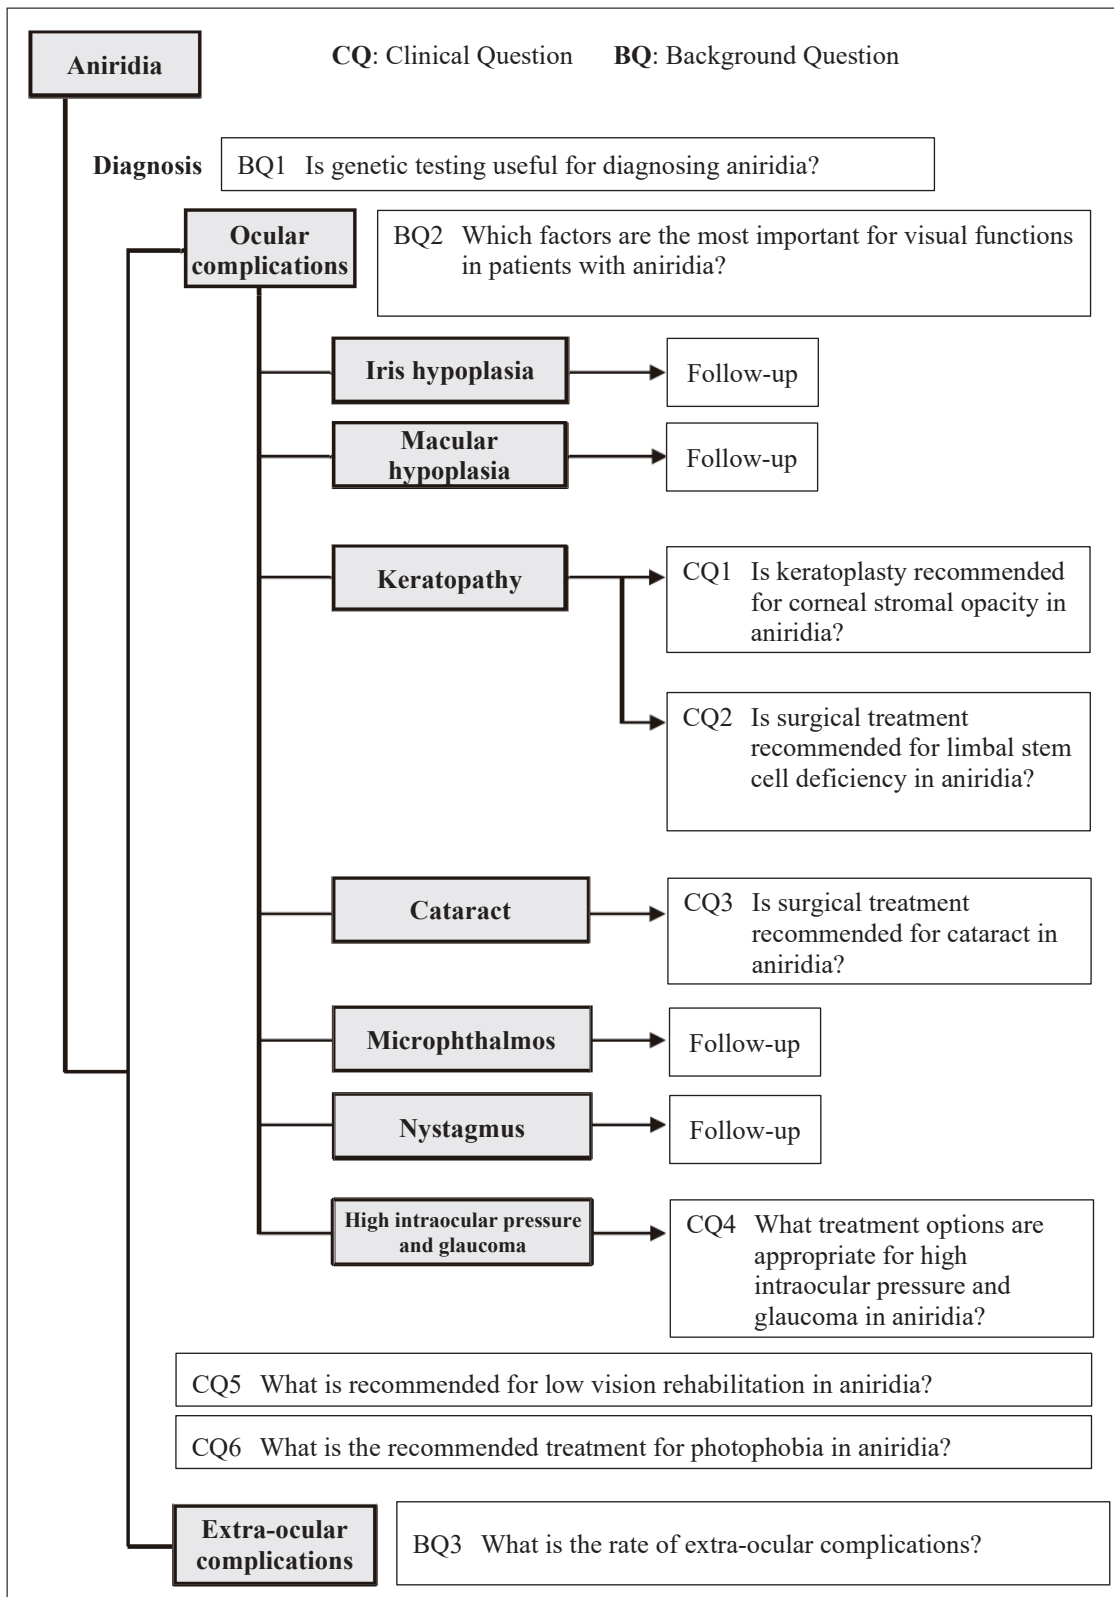 Aniridia
CQ: Clinical Question BQ: Background Question
Diagnosis
BQ1 Is genetic testing useful for diagnosing aniridia?
Ocular
complications
BQ2 Which factors are the most important for visual functions
in patients with aniridia?
Iris hypoplasia
Follow-up
Macular
hypoplasia
Follow-up
Keratopathy
CQ1 Is keratoplasty recommended
for corneal stromal opacity in
aniridia?
CQ2 Is surgical treatment
recommended for limbal stem
cell deficiency in aniridia?
Cataract
CQ3 Is surgical treatment
recommended for cataract in
aniridia?
Microphthalmos
Follow-up
Nystagmus
Follow-up
High intraocular pressure
and glaucoma
CQ4 What treatment options are
appropriate for high
intraocular pressure and
glaucoma in aniridia?
CQ5 What is recommended for low vision rehabilitation in aniridia?
CQ6 What is the recommended treatment for photophobia in aniridia?
Extra-ocular
complications
BQ3 What is the rate of extra-ocular complications?